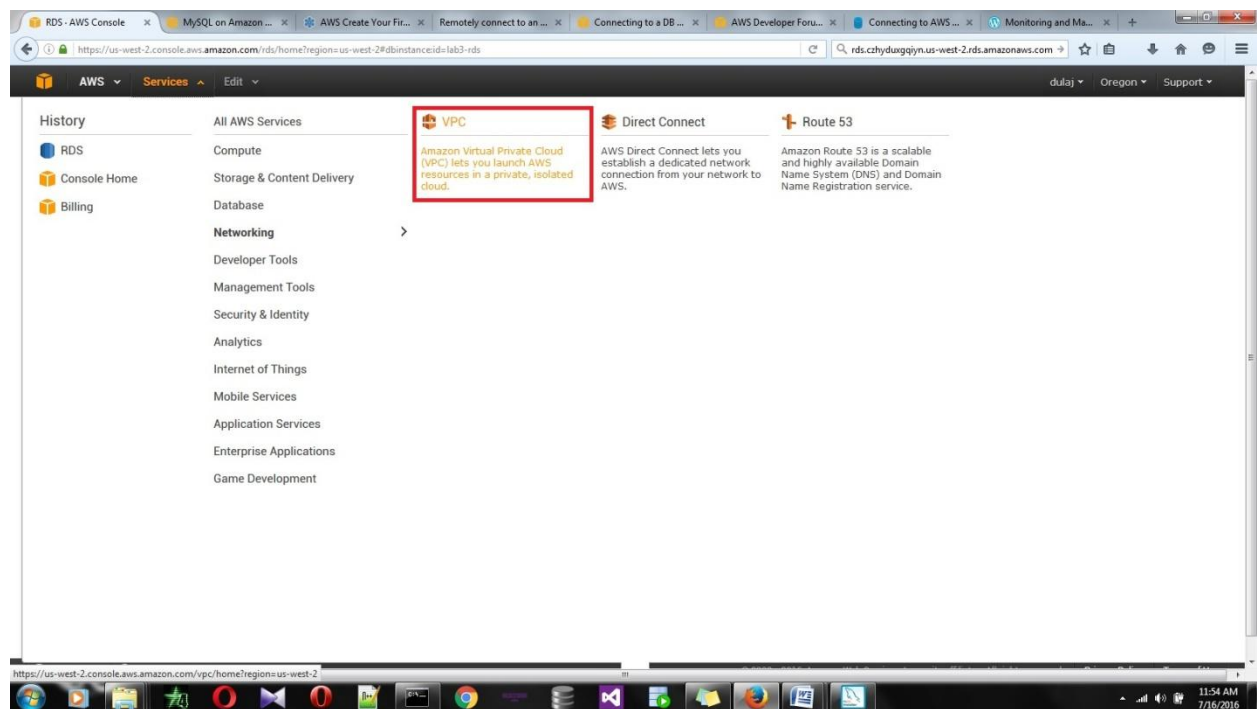 RDS · AWS Console
MySQL on Amazon ...
AWS Create Your Fir...
Remotely connect to an ...
Connecting to a DB ...
AWS Developer Foru...
Connecting to AWS ...
Monitoring and Ma...
https://us-west-2.console.aws.amazon.com/rds/home?region=us-west-2#dbinstance:id=lab3-rds
rds.czhyduxgqiyn.us-west-2.rds.amazonaws.com
AWS
Services
Edit
dulaj
Oregon
Support
History
RDS
Console Home
Billing
All AWS Services
Compute
Storage & Content Delivery
Database
Networking
Developer Tools
Management Tools
Security & Identity
Analytics
Internet of Things
Mobile Services
Application Services
Enterprise Applications
Game Development
VPC
Amazon Virtual Private Cloud
(VPC) lets you launch AWS
resources in a private, isolated
cloud.
Direct Connect
AWS Direct Connect lets you
establish a dedicated network
connection from your network to
AWS.
Route 53
Amazon Route 53 is a scalable
and highly available Domain
Name System (DNS) and Domain
Name Registration service.
https://us-west-2.console.aws.amazon.com/vpc/home?region=us-west-2
11:54 AM
7/16/2016